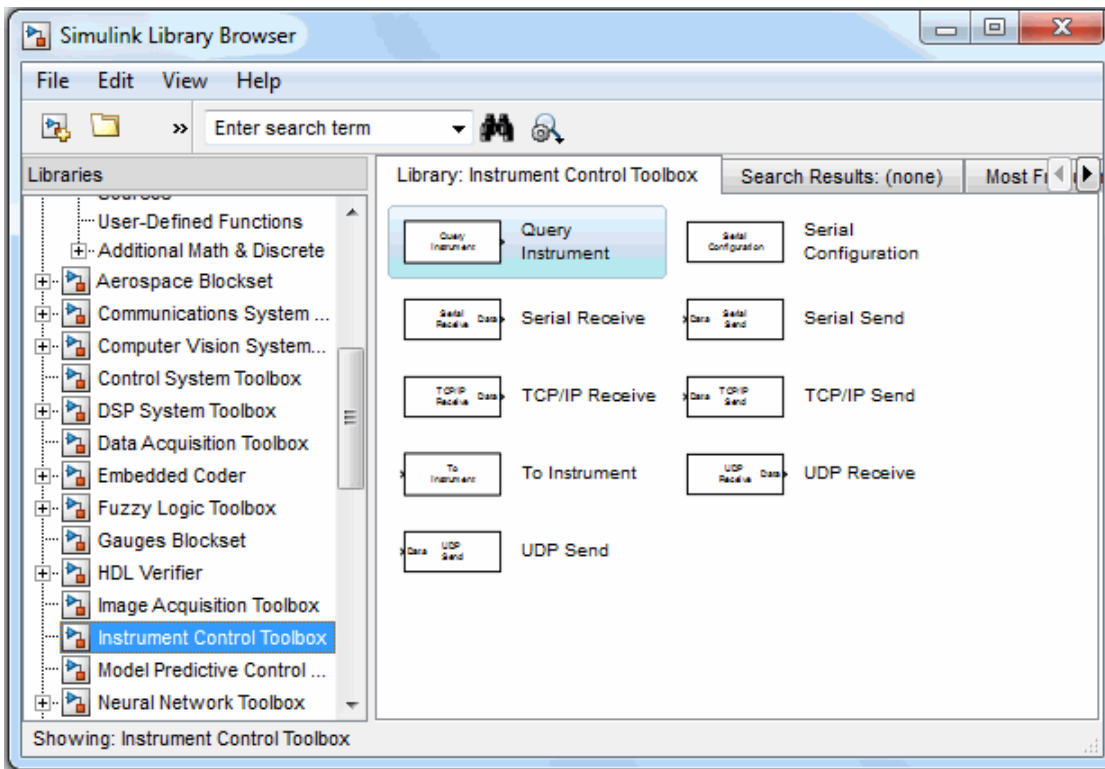 Simulink Library Browser
File Edit View Help
» Enter search term
Libraries
Library: Instrument Control Toolbox
Search Results: (none)
Most
Sources
User-Defined Functions
Additional Math & Discrete
Aerospace Blockset
Communications System ...
Computer Vision System...
Control System Toolbox
DSP System Toolbox
Data Acquisition Toolbox
Embedded Coder
Fuzzy Logic Toolbox
Gauges Blockset
HDL Verifier
Image Acquisition Toolbox
Instrument Control Toolbox
Model Predictive Control ...
Neural Network Toolbox
Query
Instrument
Query
Instrument
Serial
Configuration
Serial
Configuration
Serial
Receive Data
Serial Receive
Data Serial
Send
Serial Send
TCP/IP
Receive Data
TCP/IP Receive
Data TCP/IP
Send
TCP/IP Send
To
Instrument
To Instrument
UDP
Receive Data
UDP Receive
Data UDP
Send
UDP Send
Showing: Instrument Control Toolbox